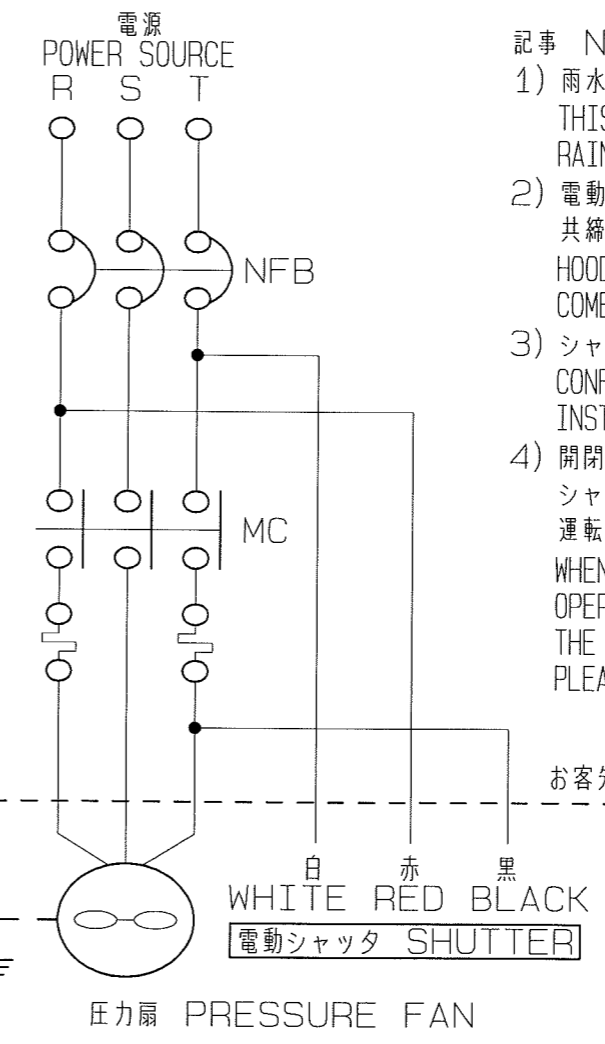 電源
POWER SOURCE
R S T
NFB
MC
記事 N
1) 雨水
THIS
RAIN
2) 電動
共締
HOOD
COMB
3) シャ
CONF
INST
4) 開閉
シャ
運転
WHEN
OPER
THE
PLEA
お客先
白 赤 黒
WHITE RED BLACK
電動シャッタ SHUTTER
圧力扇 PRESSURE FAN